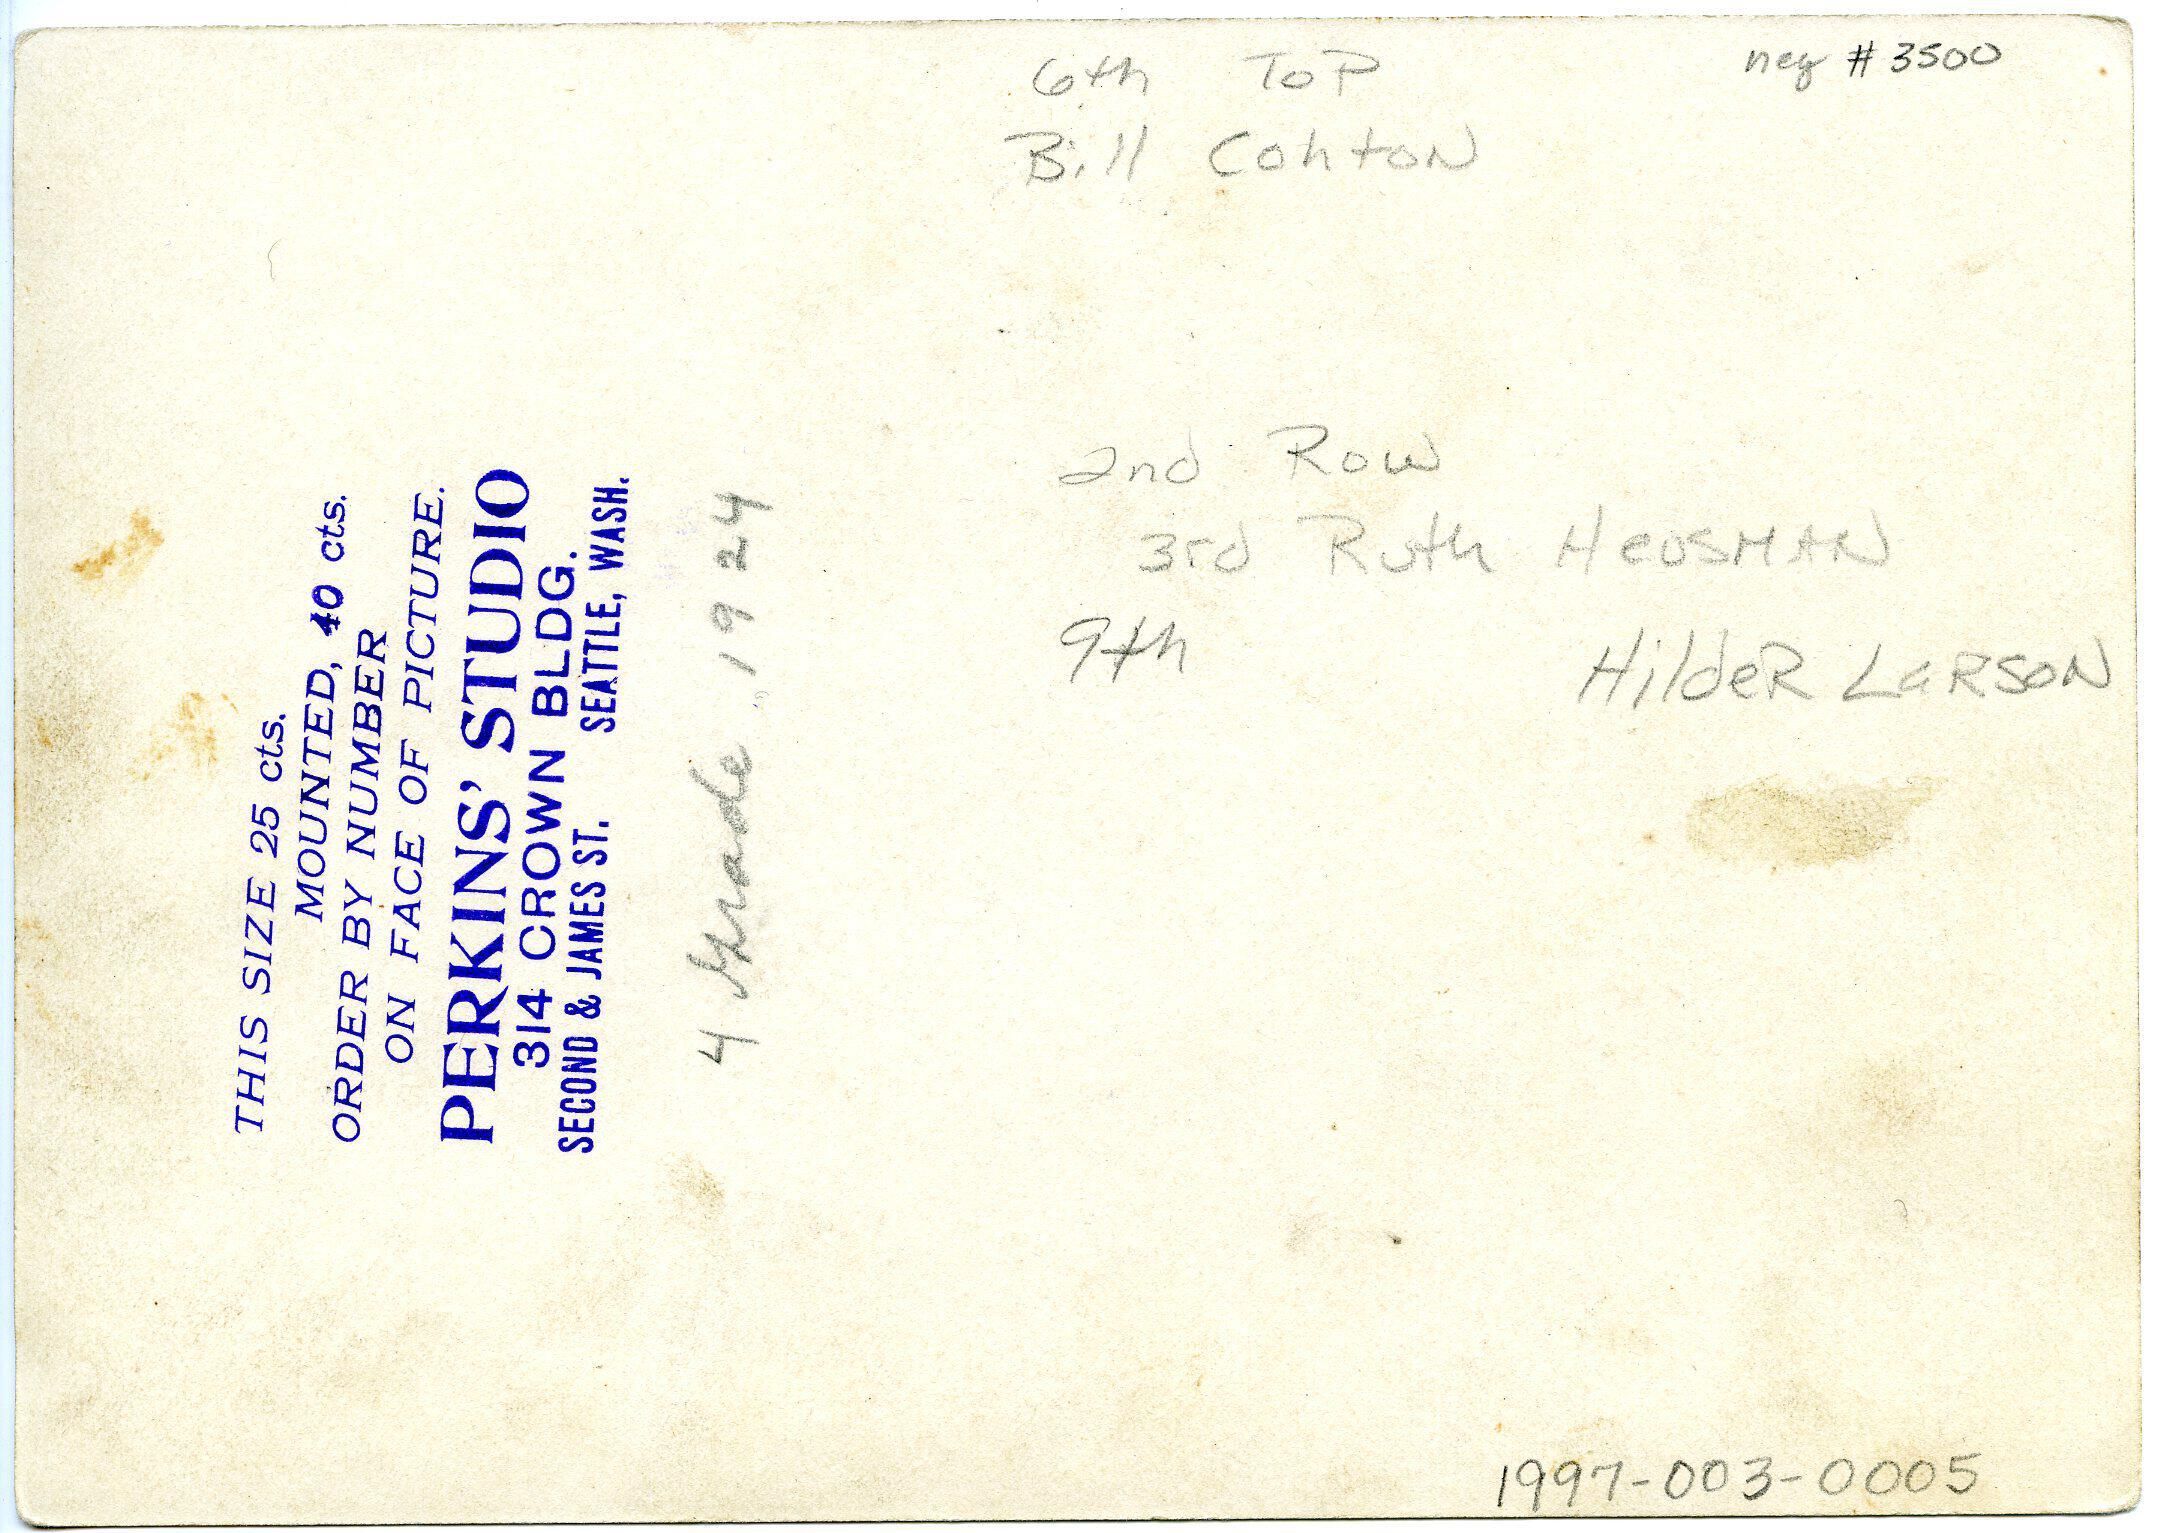 neg # 3500
6th Top
Bill Cohton
2nd Row
3rd Ruth HeusMAN
9th HildeR LaRSoN
THIS SIZE 25 cts.
MOUNTED, 40 cts.
ORDER BY NUMBER
ON FACE OF PICTURE.
PERKINS' STUDIO
314 CROWN BLDG.
SECOND & JAMES ST. SEATTLE, WASH.
4 Grade 1924
1997-003-0005